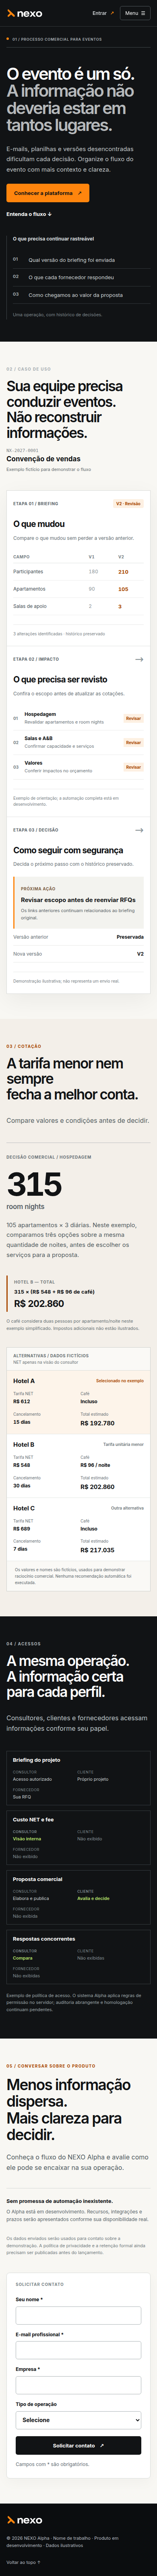 nexo
Entrar ↗
Menu ☰
01 / PROCESSO COMERCIAL PARA EVENTOS
O evento é um só.
A informação não
deveria estar em
tantos lugares.
E-mails, planilhas e versões desencontradas
dificultam cada decisão. Organize o fluxo do
evento com mais contexto e clareza.
Conhecer a plataforma ↗
Entenda o fluxo ↓
O que precisa continuar rastreável
01 Qual versão do briefing foi enviada
02 O que cada fornecedor respondeu
03 Como chegamos ao valor da proposta
Uma operação, com histórico de decisões.
02 / CASO DE USO
Sua equipe precisa
conduzir eventos.
Não reconstruir
informações.
NX-2027-0001
Convenção de vendas
Exemplo fictício para demonstrar o fluxo
ETAPA 01 / BRIEFING
V2 · Revisão
O que mudou
Compare o que mudou sem perder a versão anterior.
CAMPO V1 V2
Participantes 180 210
Apartamentos 90 105
Salas de apoio 2 3
3 alterações identificadas · histórico preservado
ETAPA 02 / IMPACTO
O que precisa ser revisto
Confira o escopo antes de atualizar as cotações.
01 Hospedagem
Revalidar apartamentos e room nights
Revisar
02 Salas e A&B
Confirmar capacidade e serviços
Revisar
03 Valores
Conferir impactos no orçamento
Revisar
Exemplo de orientação; a automação completa está em
desenvolvimento.
ETAPA 03 / DECISÃO
Como seguir com segurança
Decida o próximo passo com o histórico preservado.
PRÓXIMA AÇÃO
Revisar escopo antes de reenviar RFQs
Os links anteriores continuam relacionados ao briefing
original.
Versão anterior Preservada
Nova versão V2
Demonstração ilustrativa; não representa um envio real.
03 / COTAÇÃO
A tarifa menor nem
sempre
fecha a melhor conta.
Compare valores e condições antes de decidir.
DECISÃO COMERCIAL / HOSPEDAGEM
315
room nights
105 apartamentos × 3 diárias. Neste exemplo,
comparamos três opções sobre a mesma
quantidade de noites, antes de escolher os
serviços para a proposta.
HOTEL B — TOTAL
315 × (R$ 548 + R$ 96 de café)
R$ 202.860
O café considera duas pessoas por apartamento/noite neste
exemplo simplificado. Impostos adicionais não estão ilustrados.
ALTERNATIVAS / DADOS FICTÍCIOS
NET apenas na visão do consultor
Hotel A
Selecionado no exemplo
Tarifa NET
R$ 612
Café
Incluso
Cancelamento
15 dias
Total estimado
R$ 192.780
Hotel B
Tarifa unitária menor
Tarifa NET
R$ 548
Café
R$ 96 / noite
Cancelamento
30 dias
Total estimado
R$ 202.860
Hotel C
Outra alternativa
Tarifa NET
R$ 689
Café
Incluso
Cancelamento
7 dias
Total estimado
R$ 217.035
Os valores e nomes são fictícios, usados para demonstrar
raciocínio comercial. Nenhuma recomendação automática foi
executada.
04 / ACESSOS
A mesma operação.
A informação certa
para cada perfil.
Consultores, clientes e fornecedores acessam
informações conforme seu papel.
Briefing do projeto
CONSULTOR
Acesso autorizado
CLIENTE
Próprio projeto
FORNECEDOR
Sua RFQ
Custo NET e fee
CONSULTOR
Visão interna
CLIENTE
Não exibido
FORNECEDOR
Não exibido
Proposta comercial
CONSULTOR
Elabora e publica
CLIENTE
Avalia e decide
FORNECEDOR
Não exibida
Respostas concorrentes
CONSULTOR
Compara
CLIENTE
Não exibidas
FORNECEDOR
Não exibidas
Exemplo de política de acesso. O sistema Alpha aplica regras de
permissão no servidor; auditoria abrangente e homologação
continuam pendentes.
05 / CONVERSAR SOBRE O PRODUTO
Menos informação
dispersa.
Mais clareza para
decidir.
Conheça o fluxo do NEXO Alpha e avalie como
ele pode se encaixar na sua operação.
Sem promessa de automação inexistente.
O Alpha está em desenvolvimento. Recursos, integrações e
prazos serão apresentados conforme sua disponibilidade real.
Os dados enviados serão usados para contato sobre a
demonstração. A política de privacidade e a retenção formal ainda
precisam ser publicadas antes do lançamento.
SOLICITAR CONTATO
Seu nome *
E-mail profissional *
Empresa *
Tipo de operação
Selecione
Solicitar contato ↗
Campos com * são obrigatórios.
nexo
© 2026 NEXO Alpha · Nome de trabalho · Produto em
desenvolvimento · Dados ilustrativos
Voltar ao topo ↑